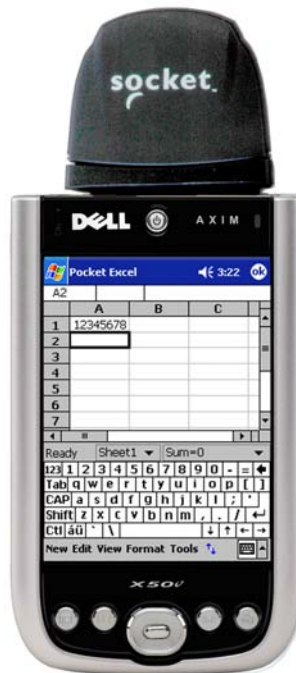 socket
DELL AXIM
Pocket Excel 3:22 ok
A2
A B C
1 12345678
2
3
4
5
6
7
Ready Sheet1 Sum=0
123 1 2 3 4 5 6 7 8 9 0 - =
Tab q w e r t y u i o p [ ]
CAP a s d f g h j k l ; '
Shift z x c v b n m , . /
Ctl áü ` \
New Edit View Format Tools
X50v